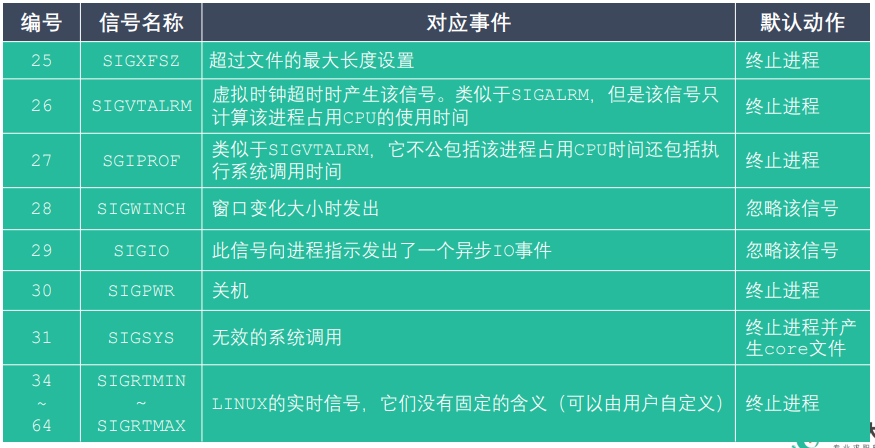 编号 信号名称 对应事件 默认动作
25 SIGXFSZ 超过文件的最大长度设置 终止进程
26 SIGVTALRM 虚拟时钟超时时产生该信号。类似于SIGALRM，但是该信号只
计算该进程占用CPU的使用时间 终止进程
27 SGIPROF 类似于SIGVTALRM，它不公包括该进程占用CPU时间还包括执
行系统调用时间 终止进程
28 SIGWINCH 窗口变化大小时发出 忽略该信号
29 SIGIO 此信号向进程指示发出了一个异步IO事件 忽略该信号
30 SIGPWR 关机 终止进程
31 SIGSYS 无效的系统调用 终止进程并产
生core文件
34
~
64
SIGRTMIN
~
SIGRTMAX
LINUX的实时信号，它们没有固定的含义（可以由用户自定义） 终止进程